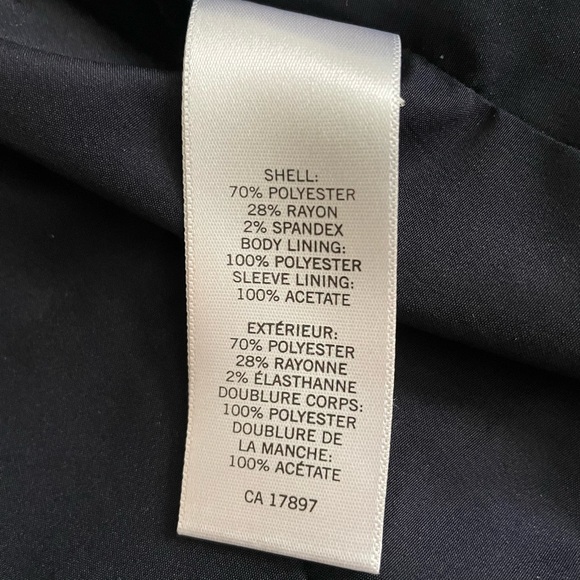 SHELL:
70% POLYESTER
28% RAYON
2% SPANDEX
BODY LINING:
100% POLYESTER
SLEEVE LINING:
100% ACETATE
EXTÉRIEUR:
70% POLYESTER
28% RAYONNE
2% ÉLASTHANNE
DOUBLURE CORPS:
100% POLYESTER
DOUBLURE DE
LA MANCHE:
100% ACÉTATE
CA 17897